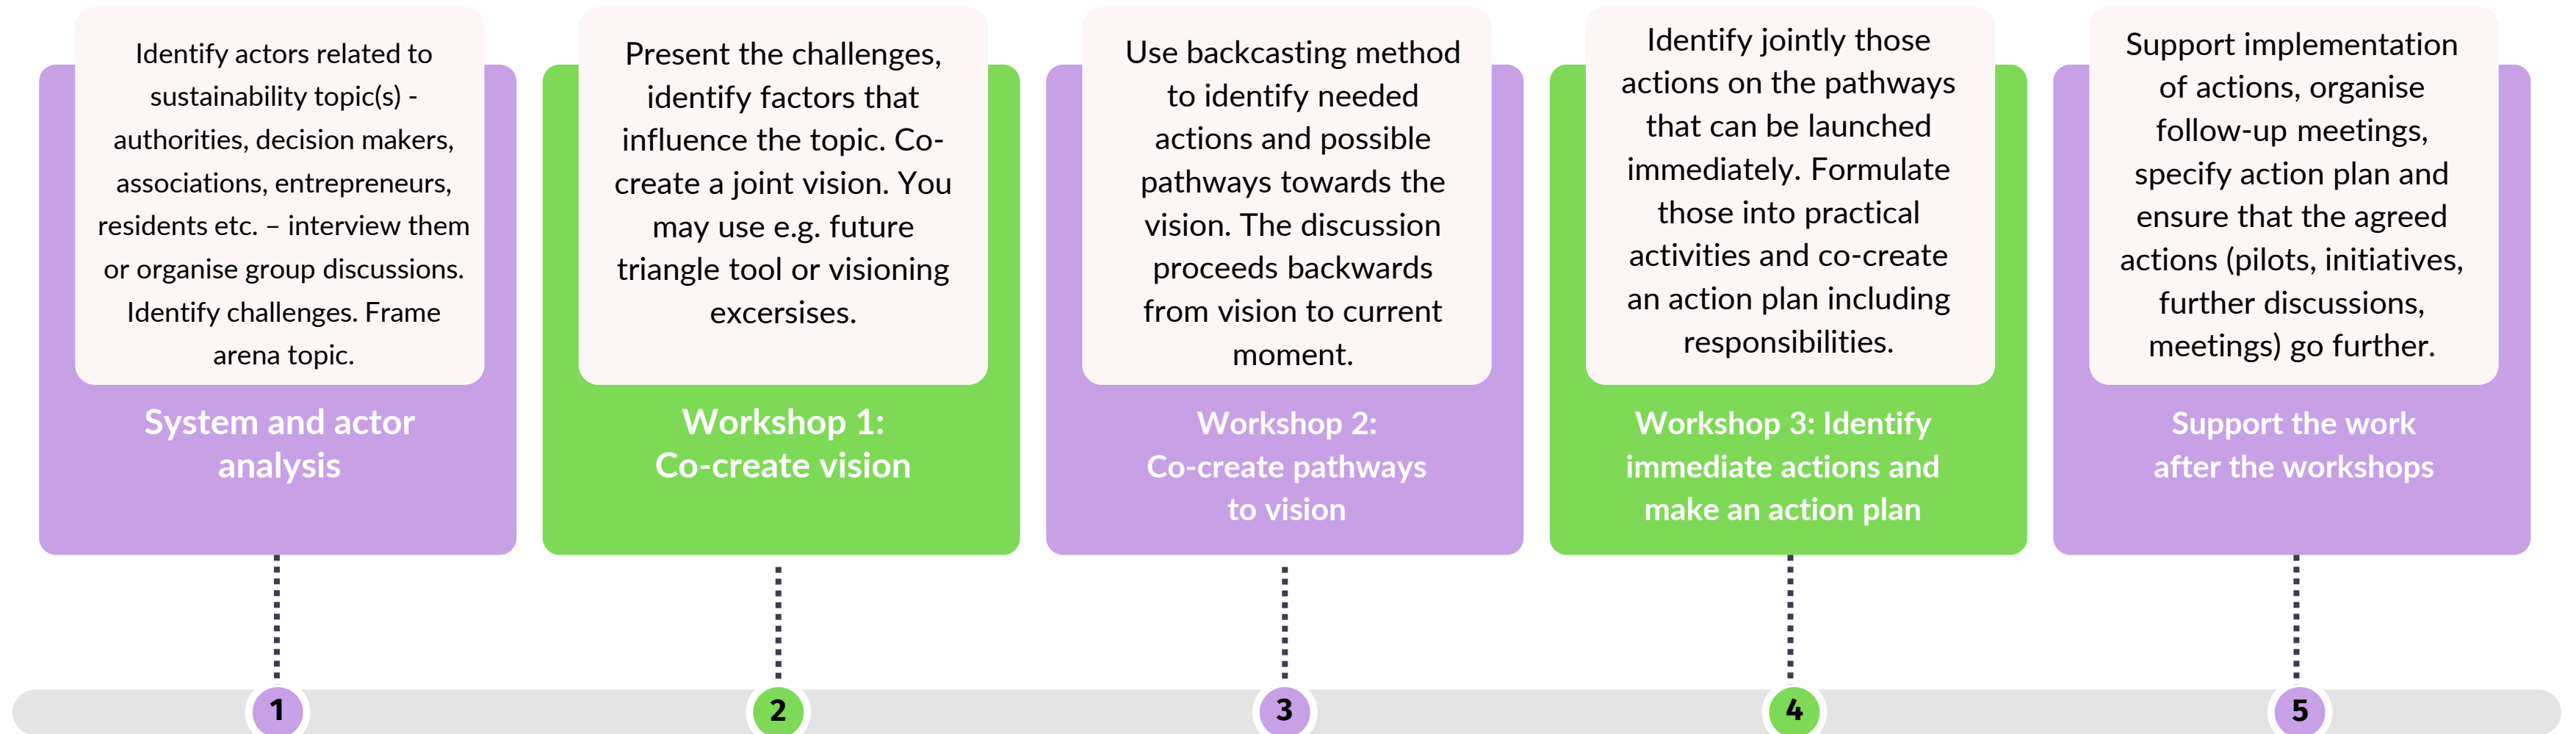 Identify actors related to
sustainability topic(s) -
authorities, decision makers,
associations, entrepreneurs,
residents etc. – interview them
or organise group discussions.
Identify challenges. Frame
arena topic.
System and actor
analysis
1
Present the challenges,
identify factors that
influence the topic. Co-
create a joint vision. You
may use e.g. future
triangle tool or visioning
excersises.
Workshop 1:
Co-create vision
2
Use backcasting method
to identify needed
actions and possible
pathways towards the
vision. The discussion
proceeds backwards
from vision to current
moment.
Workshop 2:
Co-create pathways
to vision
3
Identify jointly those
actions on the pathways
that can be launched
immediately. Formulate
those into practical
activities and co-create
an action plan including
responsibilities.
Workshop 3: Identify
immediate actions and
make an action plan
4
Support implementation
of actions, organise
follow-up meetings,
specify action plan and
ensure that the agreed
actions (pilots, initiatives,
further discussions,
meetings) go further.
Support the work
after the workshops
5